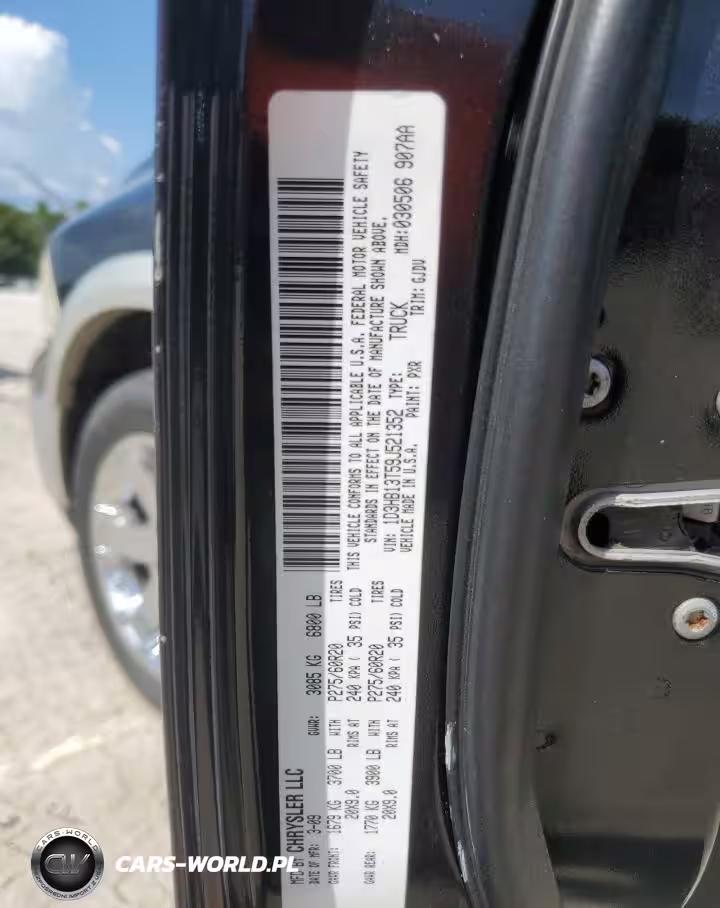 MFD BY CHRYSLER LLC
DATE OF MFR: 3-09 GVWR: 3085 KG 6800 LB
GAWR FRONT: 1679 KG 3700 LB WITH P275/60R20 TIRES
20X9.0 RIMS AT 240 KPA ( 35 PSI) COLD
GAWR REAR: 1770 KG 3900 LB WITH P275/60R20 TIRES
20X9.0 RIMS AT 240 KPA ( 35 PSI) COLD
THIS VEHICLE CONFORMS TO ALL APPLICABLE U.S.A. FEDERAL MOTOR VEHICLE SAFETY
STANDARDS IN EFFECT ON THE DATE OF MANUFACTURE SHOWN ABOVE.
VIN: 1D3HB13T59J521352 TYPE: TRUCK MDH:030506 907AA
VEHICLE MADE IN U.S.A. PAINT: PXR TRIM: GJDV
CARS-WORLD
CW
CARS-WORLD.PL